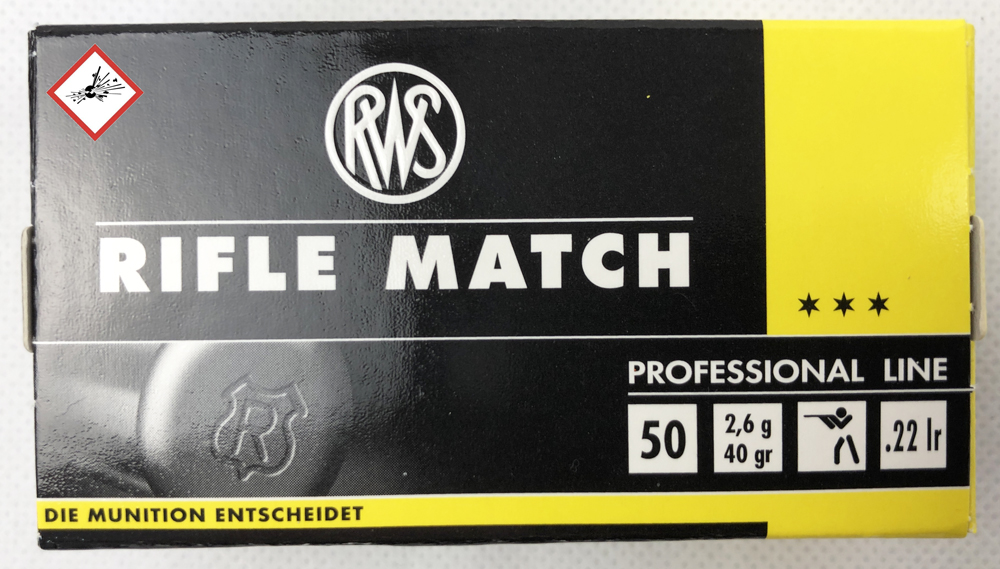 RWS
RIFLE MATCH
PROFESSIONAL LINE
50
2,6 g
40 gr
.22 lr
R
DIE MUNITION ENTSCHEIDET